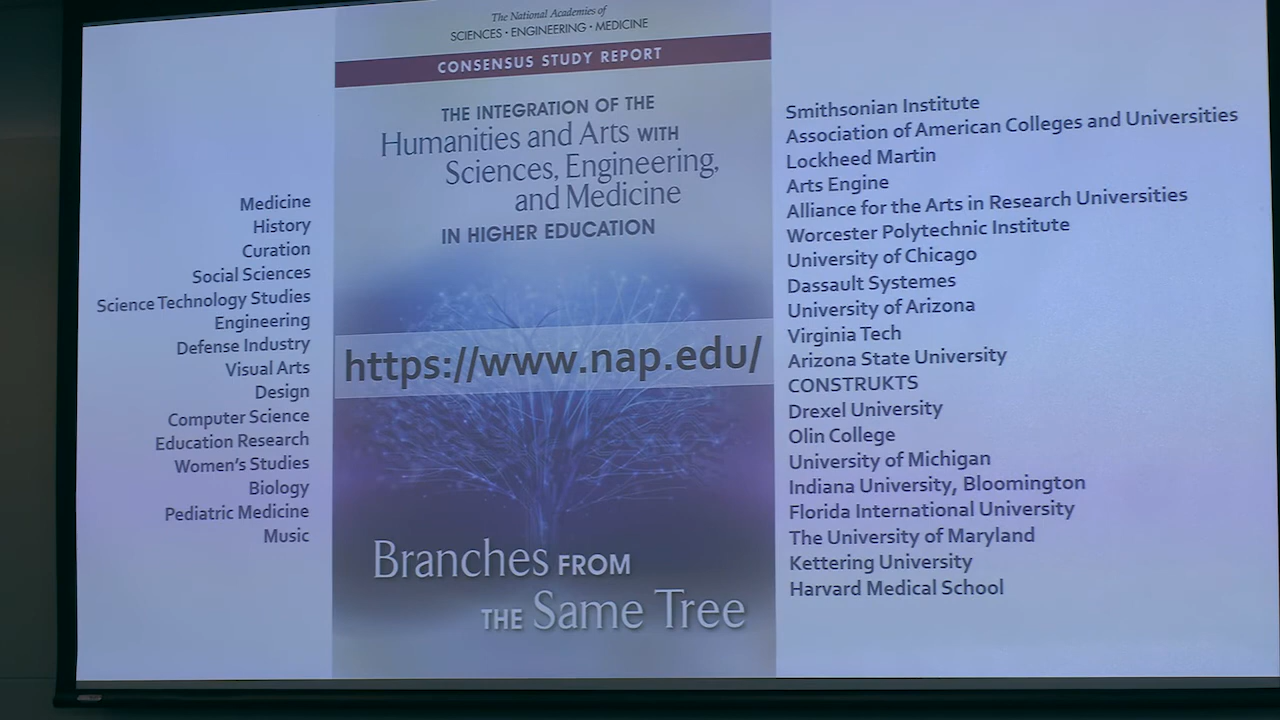 The National Academies of
SCIENCES • ENGINEERING • MEDICINE
CONSENSUS STUDY REPORT
THE INTEGRATION OF THE
Humanities and Arts WITH
Sciences, Engineering,
and Medicine
IN HIGHER EDUCATION
https://www.nap.edu/
Branches FROM
THE Same Tree
Medicine
History
Curation
Social Sciences
Science Technology Studies
Engineering
Defense Industry
Visual Arts
Design
Computer Science
Education Research
Women's Studies
Biology
Pediatric Medicine
Music
Smithsonian Institute
Association of American Colleges and Universities
Lockheed Martin
Arts Engine
Alliance for the Arts in Research Universities
Worcester Polytechnic Institute
University of Chicago
Dassault Systemes
University of Arizona
Virginia Tech
Arizona State University
CONSTRUKTS
Drexel University
Olin College
University of Michigan
Indiana University, Bloomington
Florida International University
The University of Maryland
Kettering University
Harvard Medical School